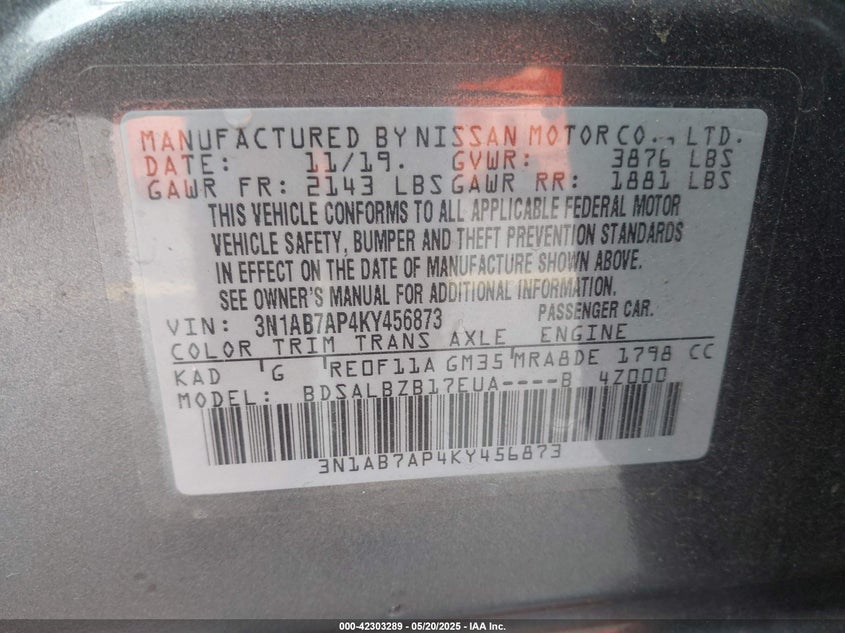 MANUFACTURED BY NISSAN MOTOR CO., LTD.
DATE: 11/19. GVWR: 3876 LBS
GAWR FR: 2143 LBS GAWR RR: 1881 LBS
THIS VEHICLE CONFORMS TO ALL APPLICABLE FEDERAL MOTOR
VEHICLE SAFETY, BUMPER AND THEFT PREVENTION STANDARDS
IN EFFECT ON THE DATE OF MANUFACTURE SHOWN ABOVE.
SEE OWNER'S MANUAL FOR ADDITIONAL INFORMATION.
VIN: 3N1AB7AP4KY456873 PASSENGER CAR.
COLOR TRIM TRANS AXLE ENGINE
KAD G RE0F11A GM35 MRA8DE 1798 CC
MODEL: BDSALBZB17EUA----B 4Z000
3N1AB7AP4KY456873
000-42303289 - 05/20/2025 - IAA Inc.